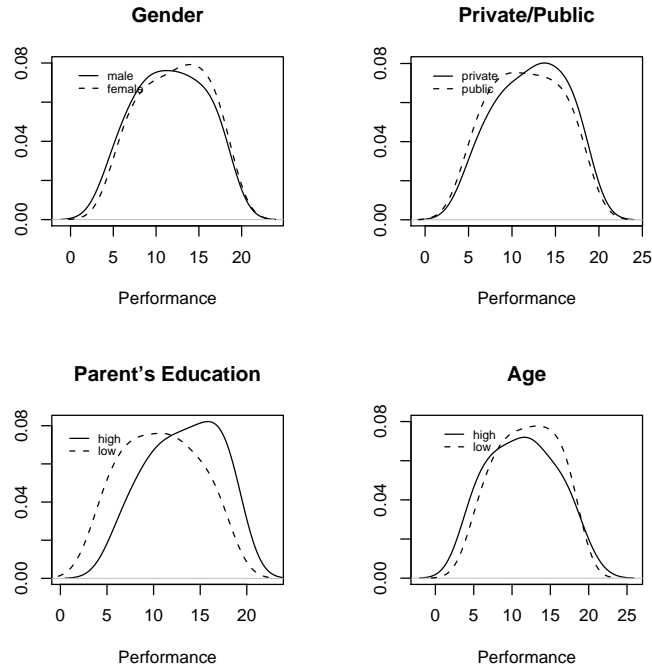 Gender
0.00 0.04 0.08
male
female
0 5 10 15 20
Performance
Private/Public
0.00 0.04 0.08
private
public
0 5 10 15 20 25
Performance
Parent's Education
0.00 0.04 0.08
high
low
0 5 10 15 20
Performance
Age
0.00 0.04 0.08
high
low
0 5 10 15 20 25
Performance